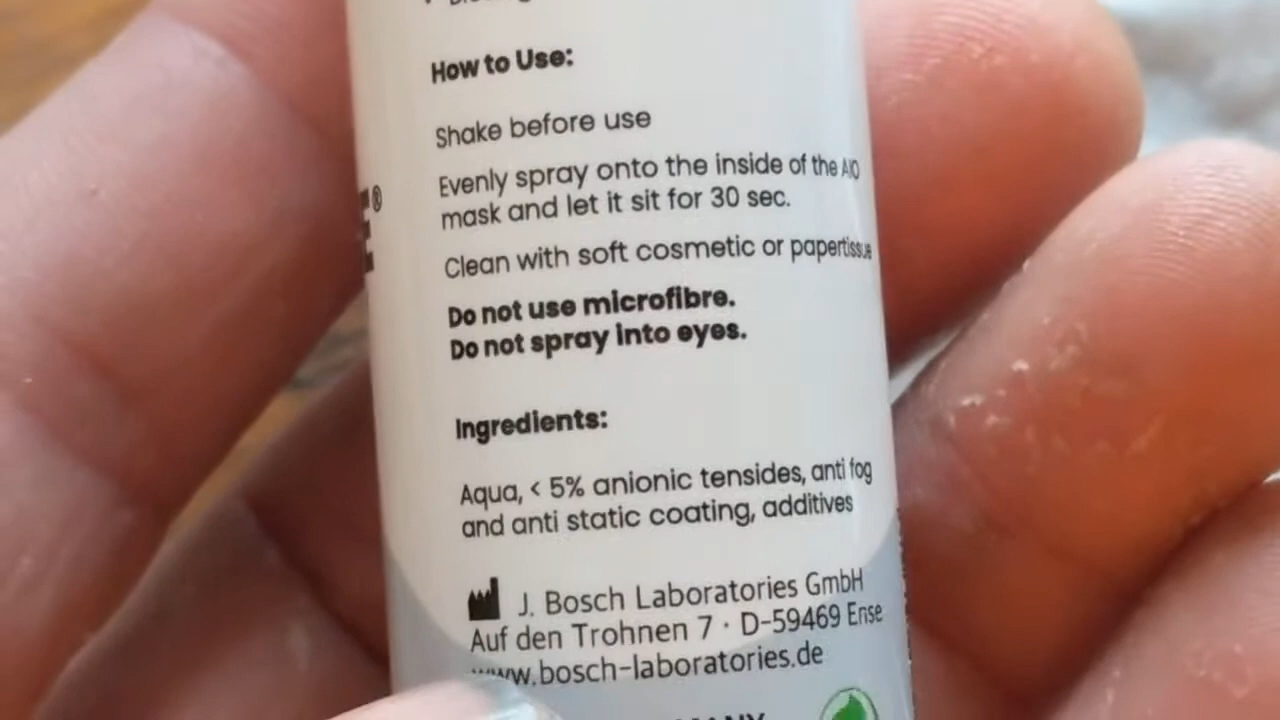 How to Use:
Shake before use
Evenly spray onto the inside of the AIO
mask and let it sit for 30 sec.
Clean with soft cosmetic or papertissue
Do not use microfibre.
Do not spray into eyes.
Ingredients:
Aqua, < 5% anionic tensides, anti fog
and anti static coating, additives
J. Bosch Laboratories GmbH
Auf den Trohnen 7 · D-59469 Ense
www.bosch-laboratories.de